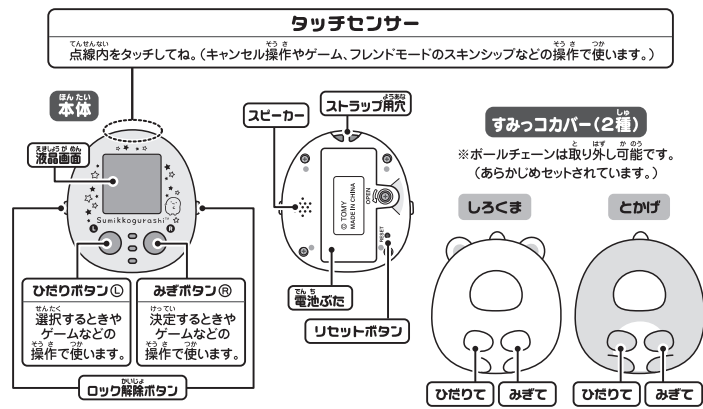 タッチセンサー
点線内をタッチしてね。（キャンセル操作やゲーム、フレンドモードのスキンシップなどの操作で使います。）
本体
液晶画面
Sumikkogurashi™
L
R
ひだりボタンⓁ
選択するときや
ゲームなどの
操作で使います。
みぎボタンⓇ
決定するときや
ゲームなどの
操作で使います。
ロック解除ボタン
スピーカー
ストラップ用穴
© TOMY
MADE IN CHINA
OPEN
RESET
電池ぶた
リセットボタン
すみっコカバー（2種）
※ボールチェーンは取り外し可能です。
（あらかじめセットされています。）
しろくま
とかげ
ひだりて
みぎて
ひだりて
みぎて